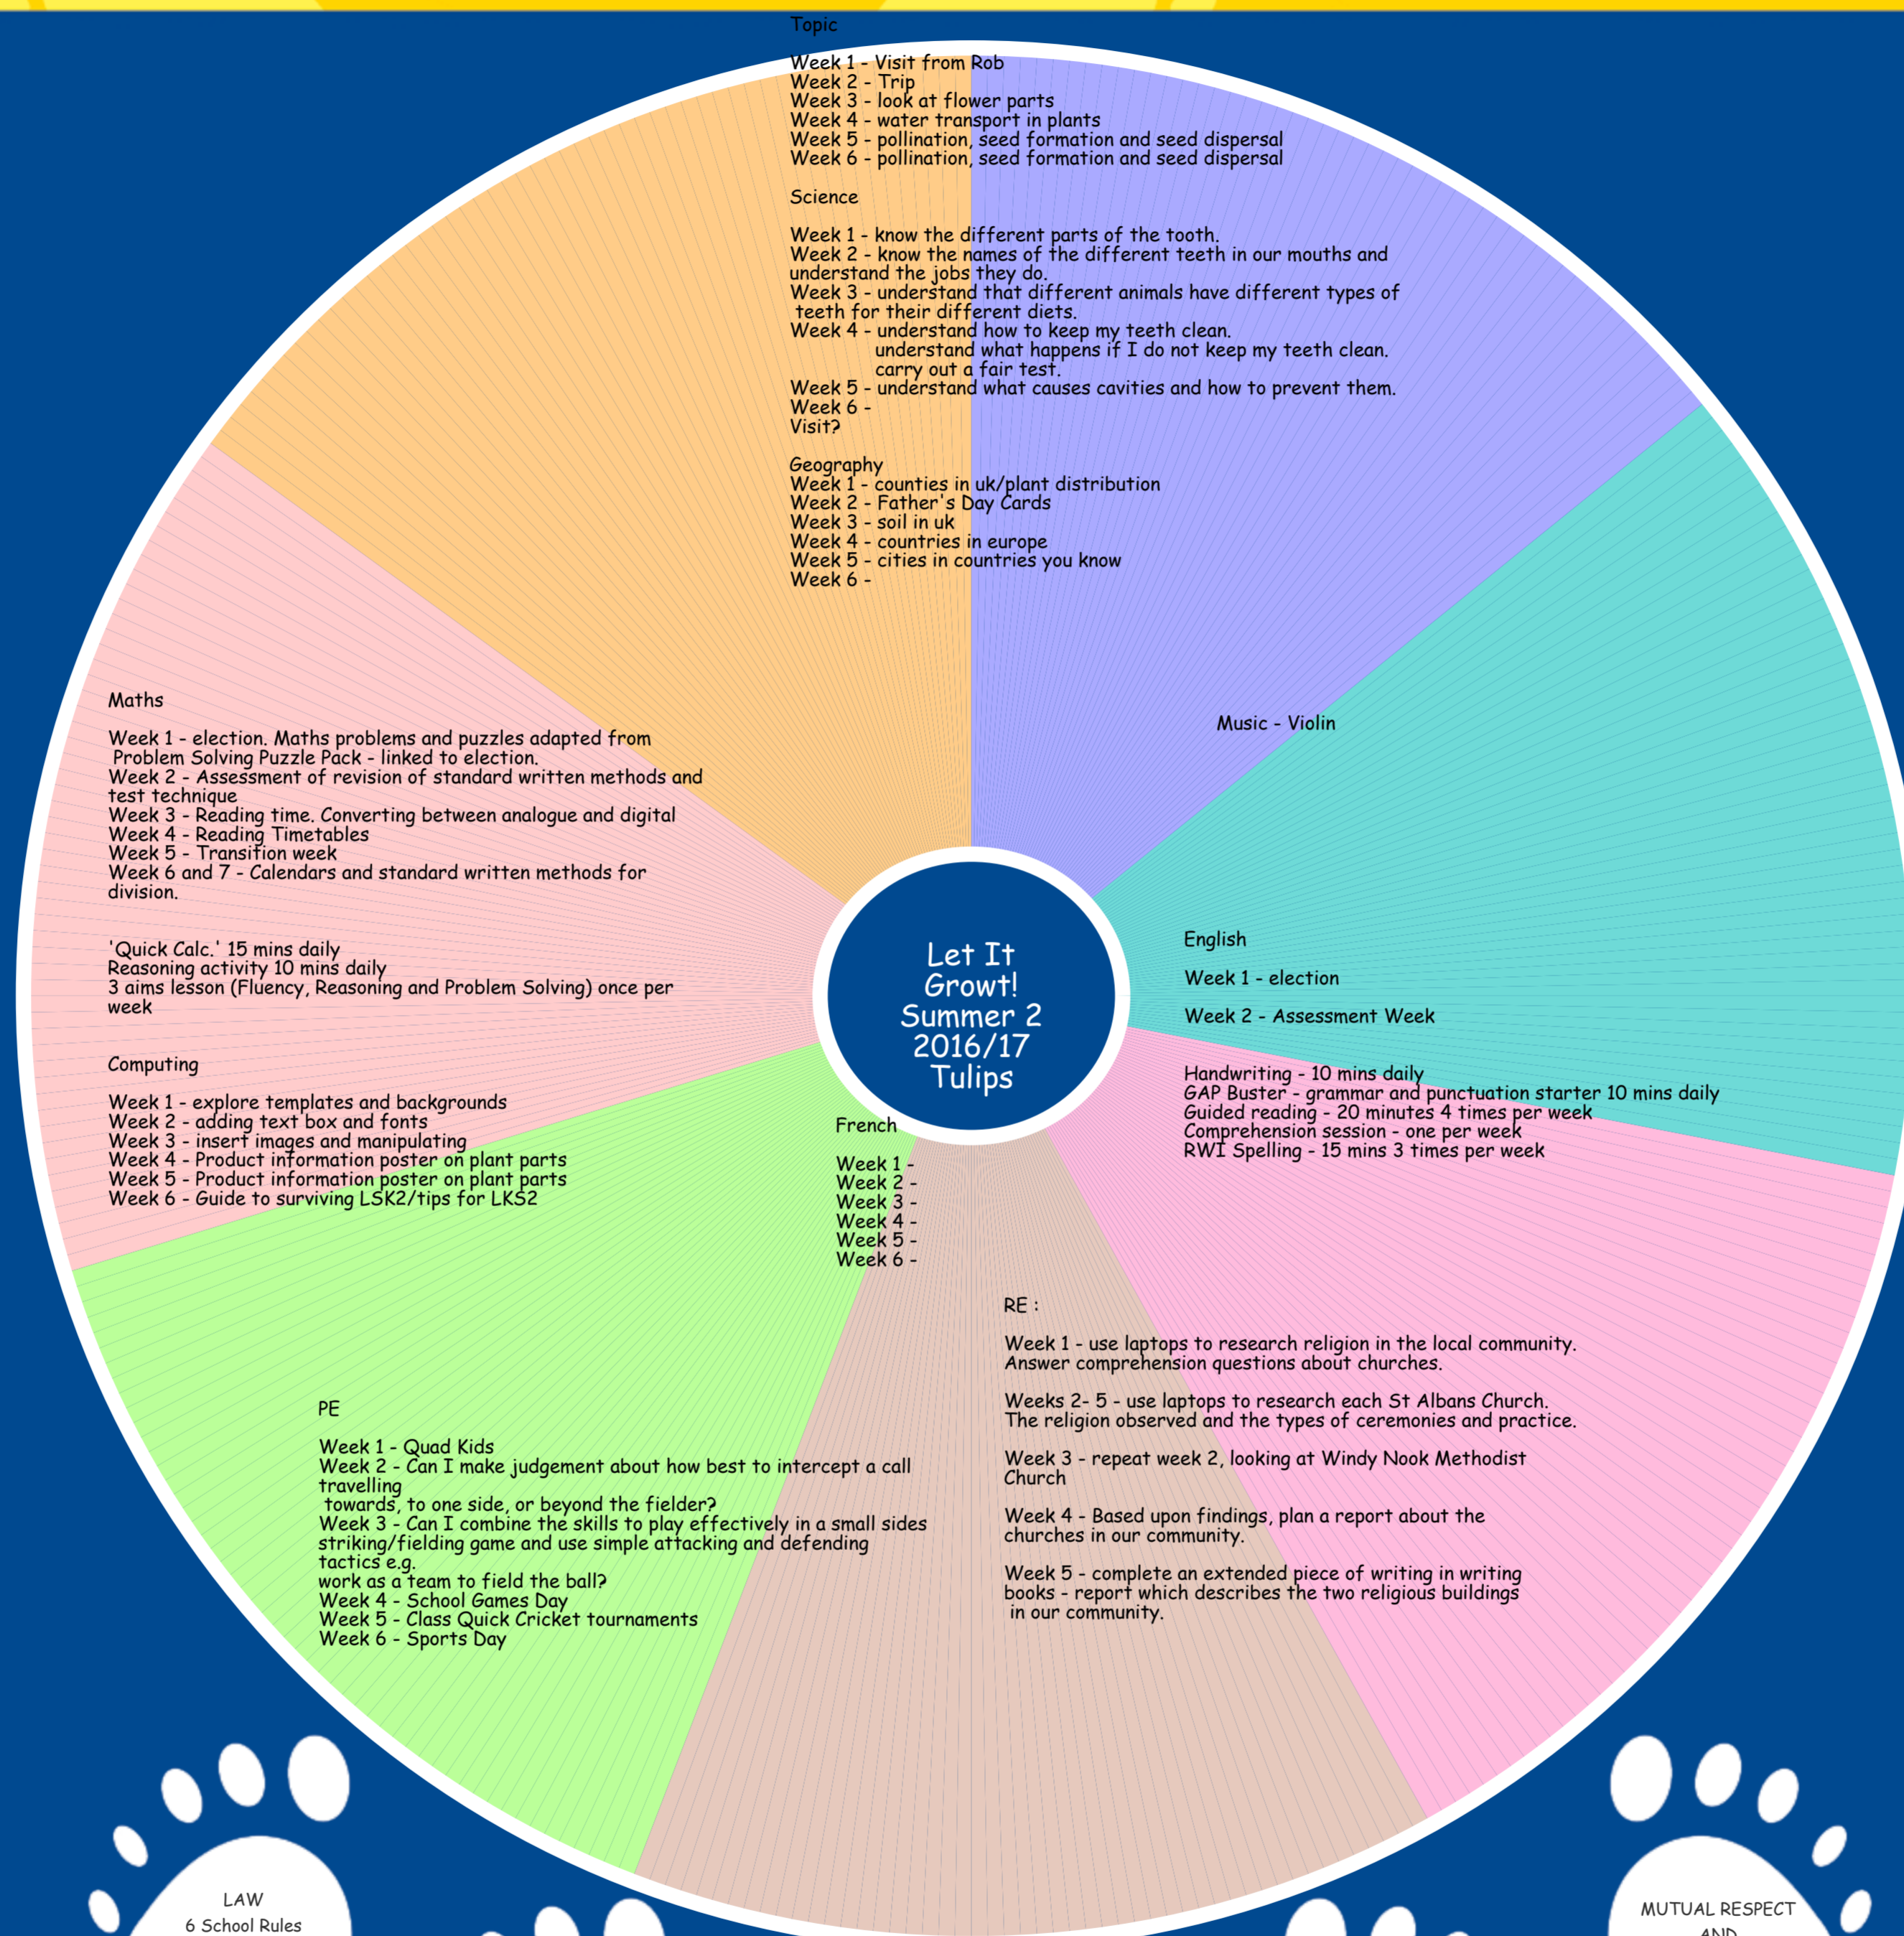 Topic
Week 1 - Visit from Rob
Week 2 - Trip
Week 3 - look at flower parts
Week 4 - water transport in plants
Week 5 - pollination, seed formation and seed dispersal
Week 6 - pollination, seed formation and seed dispersal
Science
Week 1 - know the different parts of the tooth.
Week 2 - know the names of the different teeth in our mouths and
understand the jobs they do.
Week 3 - understand that different animals have different types of
teeth for their different diets.
Week 4 - understand how to keep my teeth clean.
understand what happens if I do not keep my teeth clean.
carry out a fair test.
Week 5 - understand what causes cavities and how to prevent them.
Week 6 -
Visit?
Geography
Week 1 - counties in uk/plant distribution
Week 2 - Father's Day Cards
Week 3 - soil in uk
Week 4 - countries in europe
Week 5 - cities in countries you know
Week 6 -
Music - Violin
Maths
Week 1 - election. Maths problems and puzzles adapted from
Problem Solving Puzzle Pack - linked to election.
Week 2 - Assessment of revision of standard written methods and
test technique
Week 3 - Reading time. Converting between analogue and digital
Week 4 - Reading Timetables
Week 5 - Transition week
Week 6 and 7 - Calendars and standard written methods for
division.
'Quick Calc.' 15 mins daily
Reasoning activity 10 mins daily
3 aims lesson (Fluency, Reasoning and Problem Solving) once per
week
Computing
Week 1 - explore templates and backgrounds
Week 2 - adding text box and fonts
Week 3 - insert images and manipulating
Week 4 - Product information poster on plant parts
Week 5 - Product information poster on plant parts
Week 6 - Guide to surviving LSK2/tips for LKS2
Let It
Growt!
Summer 2
2016/17
Tulips
English
Week 1 - election
Week 2 - Assessment Week
Handwriting - 10 mins daily
GAP Buster - grammar and punctuation starter 10 mins daily
Guided reading - 20 minutes 4 times per week
Comprehension session - one per week
RWI Spelling - 15 mins 3 times per week
French
Week 1 -
Week 2 -
Week 3 -
Week 4 -
Week 5 -
Week 6 -
RE :
Week 1 - use laptops to research religion in the local community.
Answer comprehension questions about churches.
Weeks 2- 5 - use laptops to research each St Albans Church.
The religion observed and the types of ceremonies and practice.
Week 3 - repeat week 2, looking at Windy Nook Methodist
Church
Week 4 - Based upon findings, plan a report about the
churches in our community.
Week 5 - complete an extended piece of writing in writing
books - report which describes the two religious buildings
in our community.
PE
Week 1 - Quad Kids
Week 2 - Can I make judgement about how best to intercept a call
travelling
towards, to one side, or beyond the fielder?
Week 3 - Can I combine the skills to play effectively in a small sides
striking/fielding game and use simple attacking and defending
tactics e.g.
work as a team to field the ball?
Week 4 - School Games Day
Week 5 - Class Quick Cricket tournaments
Week 6 - Sports Day
LAW
6 School Rules
MUTUAL RESPECT
AND